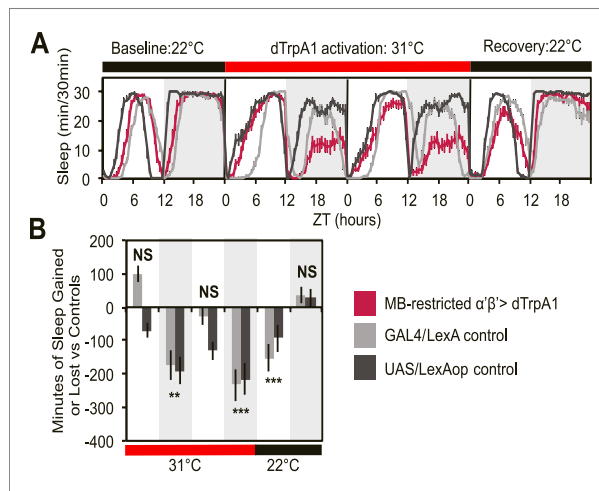 A
Baseline:22°C
dTrpA1 activation: 31°C
Recovery:22°C
Sleep (min/30min)
30
20
10
0
0 6 12 18 0 6 12 18 0 6 12 18 0 6 12 18 24
ZT (hours)
B
Minutes of Sleep Gained
or Lost vs Controls
200
100
0
-100
-200
-300
-400
NS
**
NS
***
***
NS
31°C
22°C
MB-restricted α'β'> dTrpA1
GAL4/LexA control
UAS/LexAop control